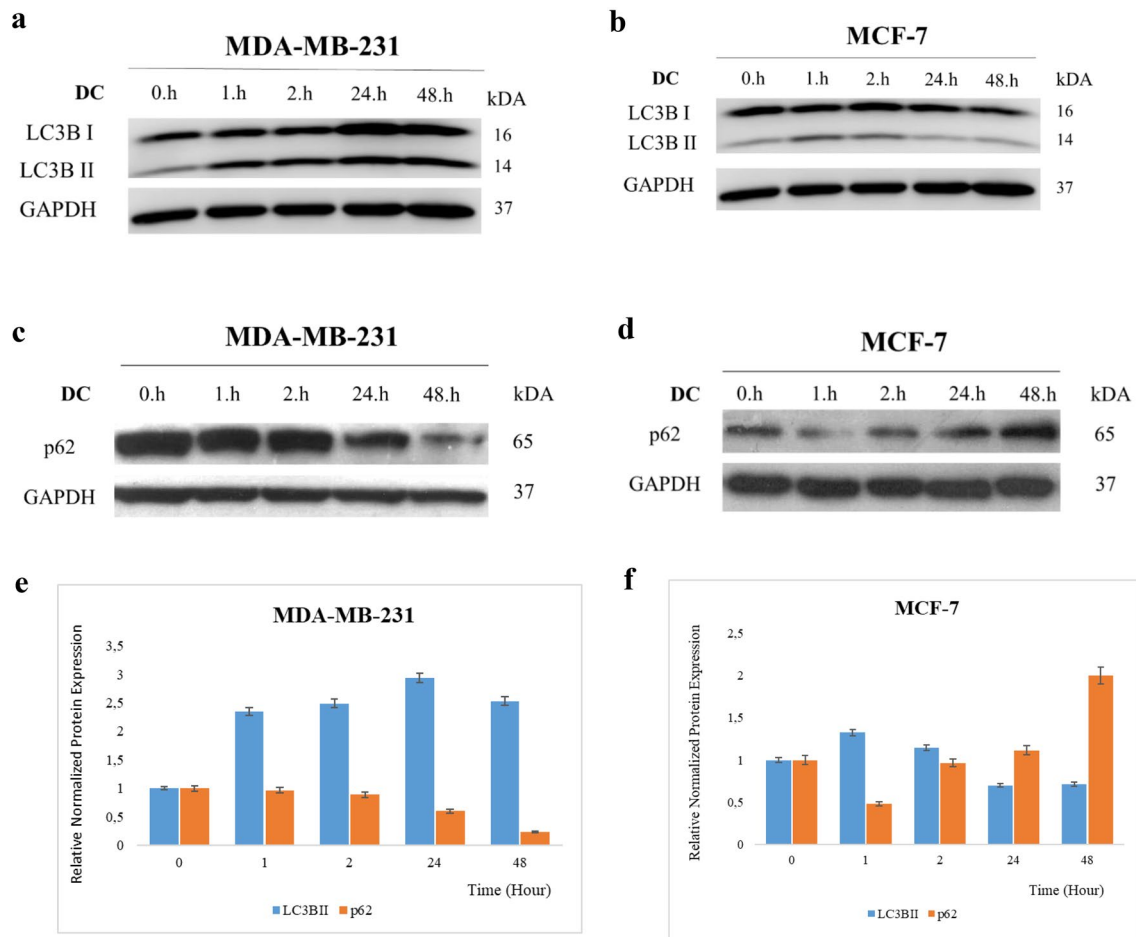 a
MDA-MB-231
DC 0.h 1.h 2.h 24.h 48.h kDA
LC3B I 16
LC3B II 14
GAPDH 37
b
MCF-7
DC 0.h 1.h 2.h 24.h 48.h kDA
LC3B I 16
LC3B II 14
GAPDH 37
c
MDA-MB-231
DC 0.h 1.h 2.h 24.h 48.h kDA
p62 65
GAPDH 37
d
MCF-7
DC 0.h 1.h 2.h 24.h 48.h kDA
p62 65
GAPDH 37
e
MDA-MB-231
Relative Normalized Protein Expression
3,5
3
2,5
2
1,5
1
0,5
0
0 1 2 24 48
Time (Hour)
LC3BII p62
f
MCF-7
Relative Normalized Protein Expression
2,5
2
1,5
1
0,5
0
0 1 2 24 48
Time (Hour)
LC3BII p62